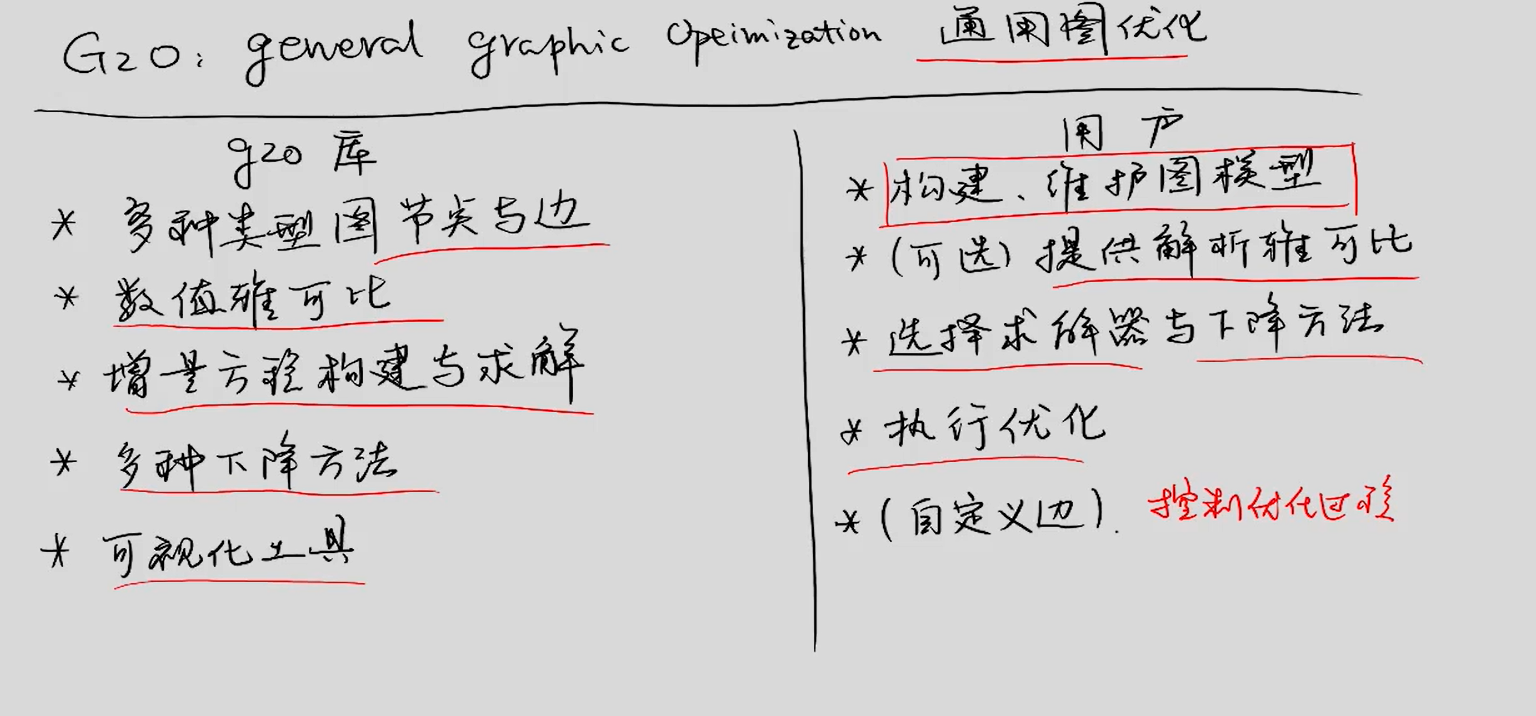 G2O: general graphic Opeimization 通用图优化
g2o 库
* 多种类型图节点与边
* 数值雅可比
* 增量方程构建与求解
* 多种下降方法
* 可视化工具
用户
* 构建、维护图模型
* (可选) 提供解析雅可比
* 选择求解器与下降方法
* 执行优化
* (自定义边). 控制优化过程